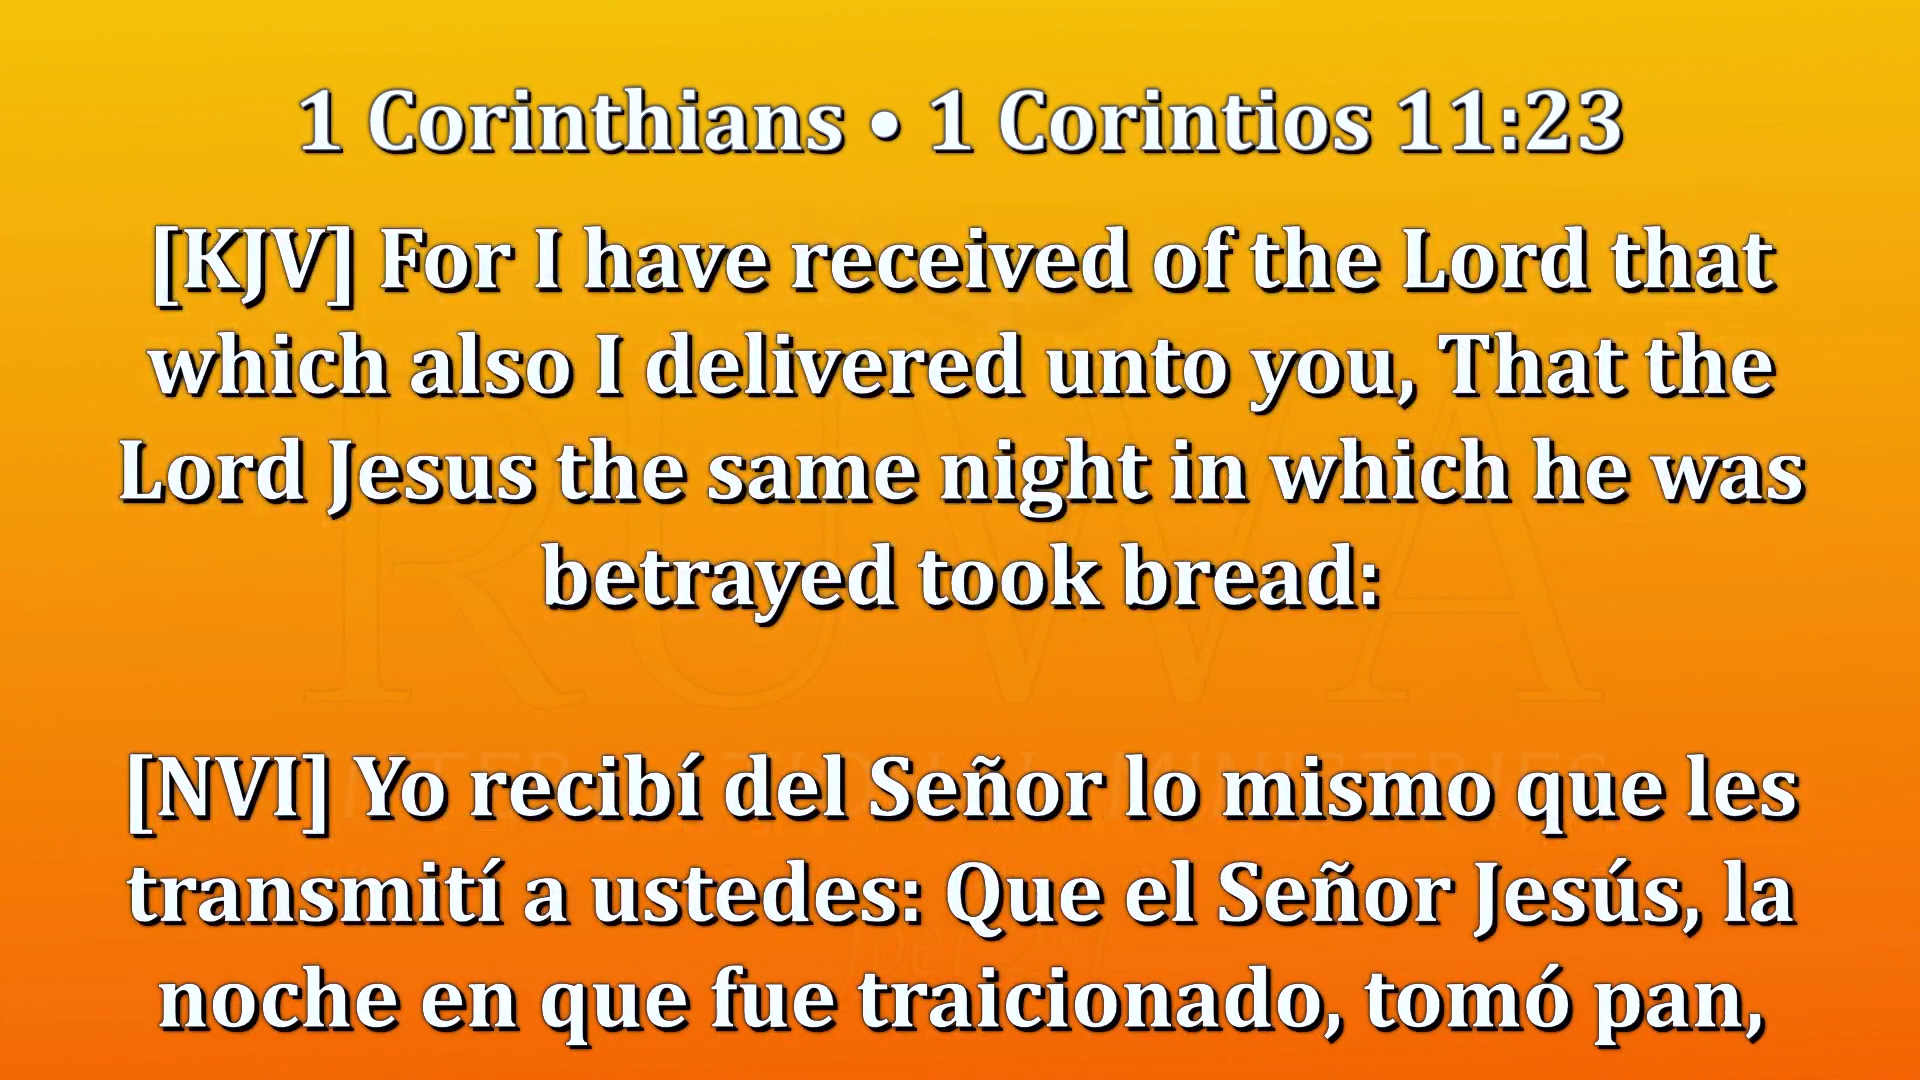 1 Corinthians • 1 Corintios 11:23
[KJV] For I have received of the Lord that
which also I delivered unto you, That the
Lord Jesus the same night in which he was
betrayed took bread:
RUWA
MINISTRIES
[NVI] Yo recibí del Señor lo mismo que les
transmití a ustedes: Que el Señor Jesús, la
noche en que fue traicionado, tomó pan,